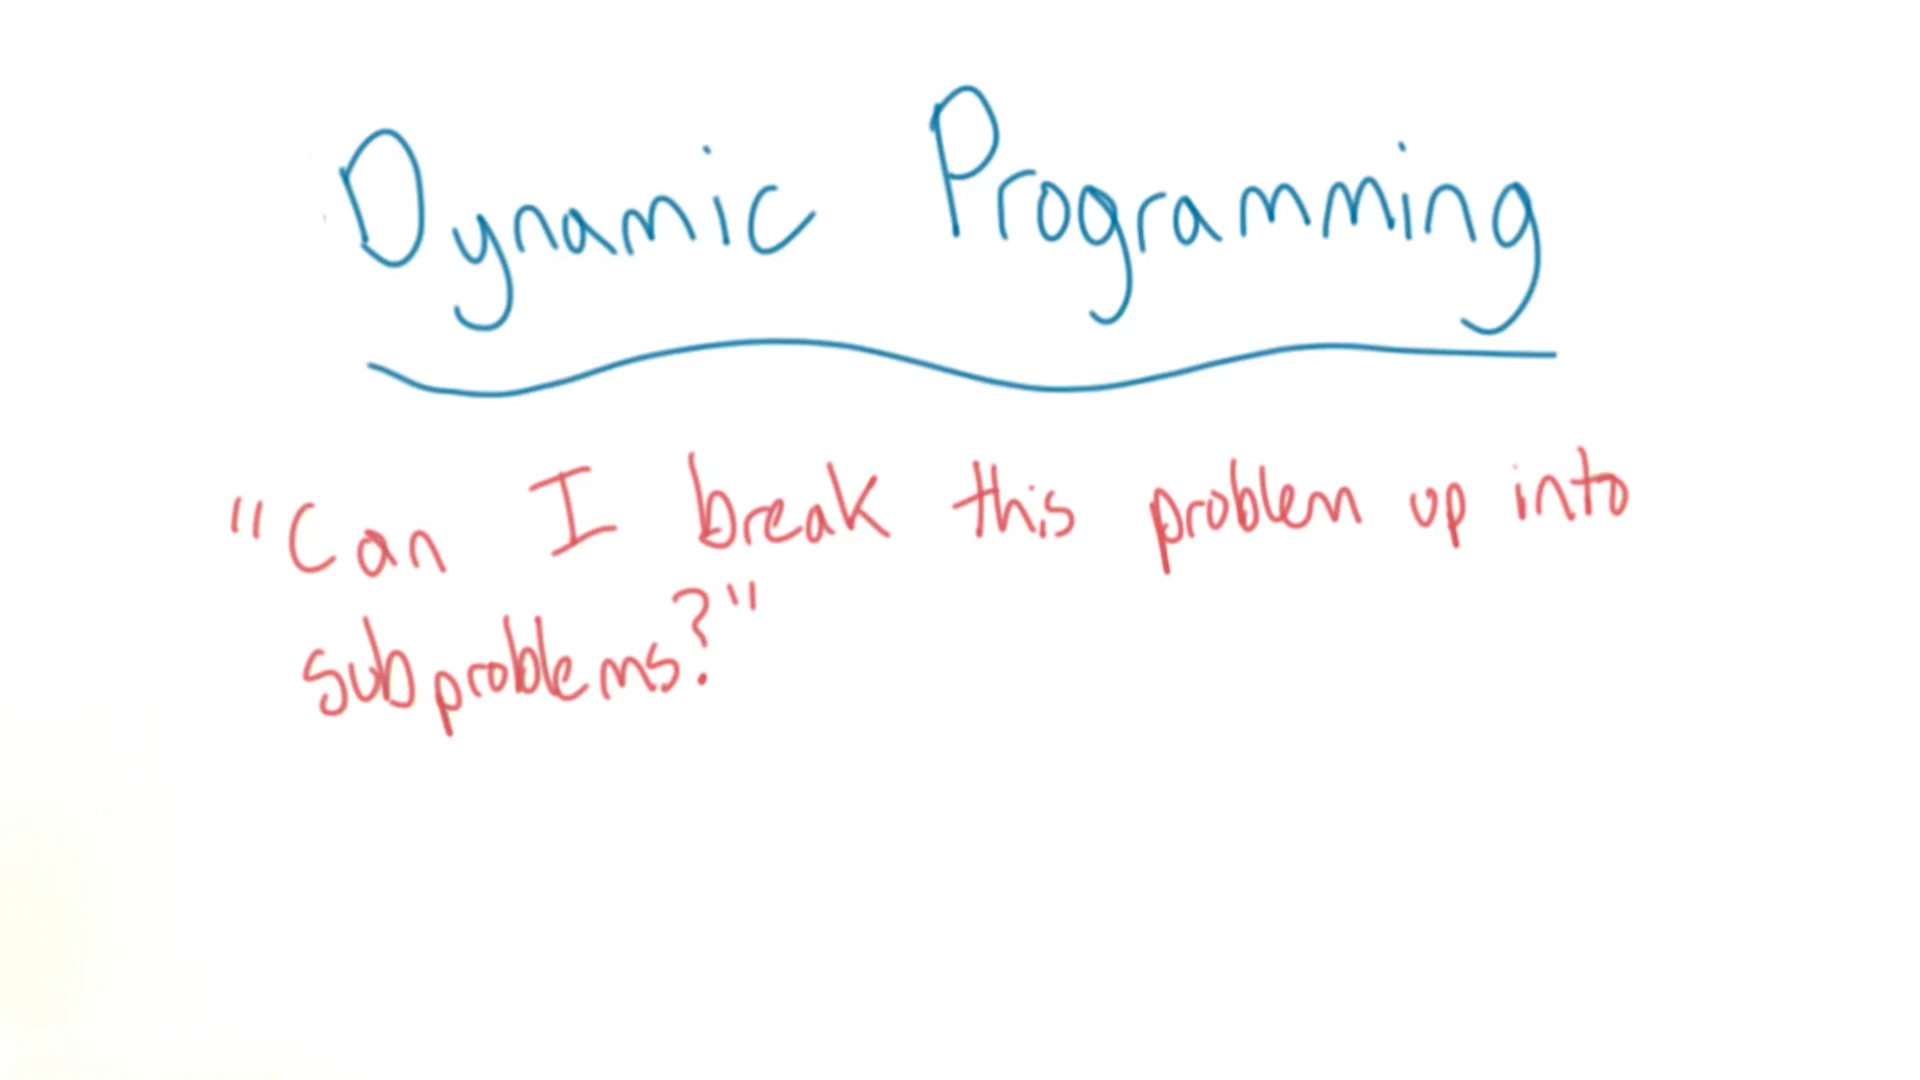 Dynamic Programming
"Can I break this problem up into
subproblems?"